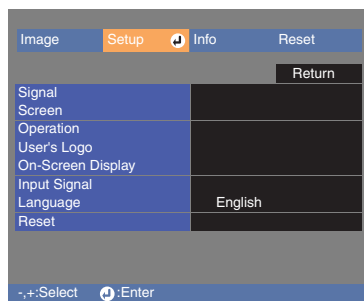 Image Setup Info Reset
Return
Signal
Screen
Operation
User's Logo
On-Screen Display
Input Signal
Language English
Reset
-,+:Select :Enter